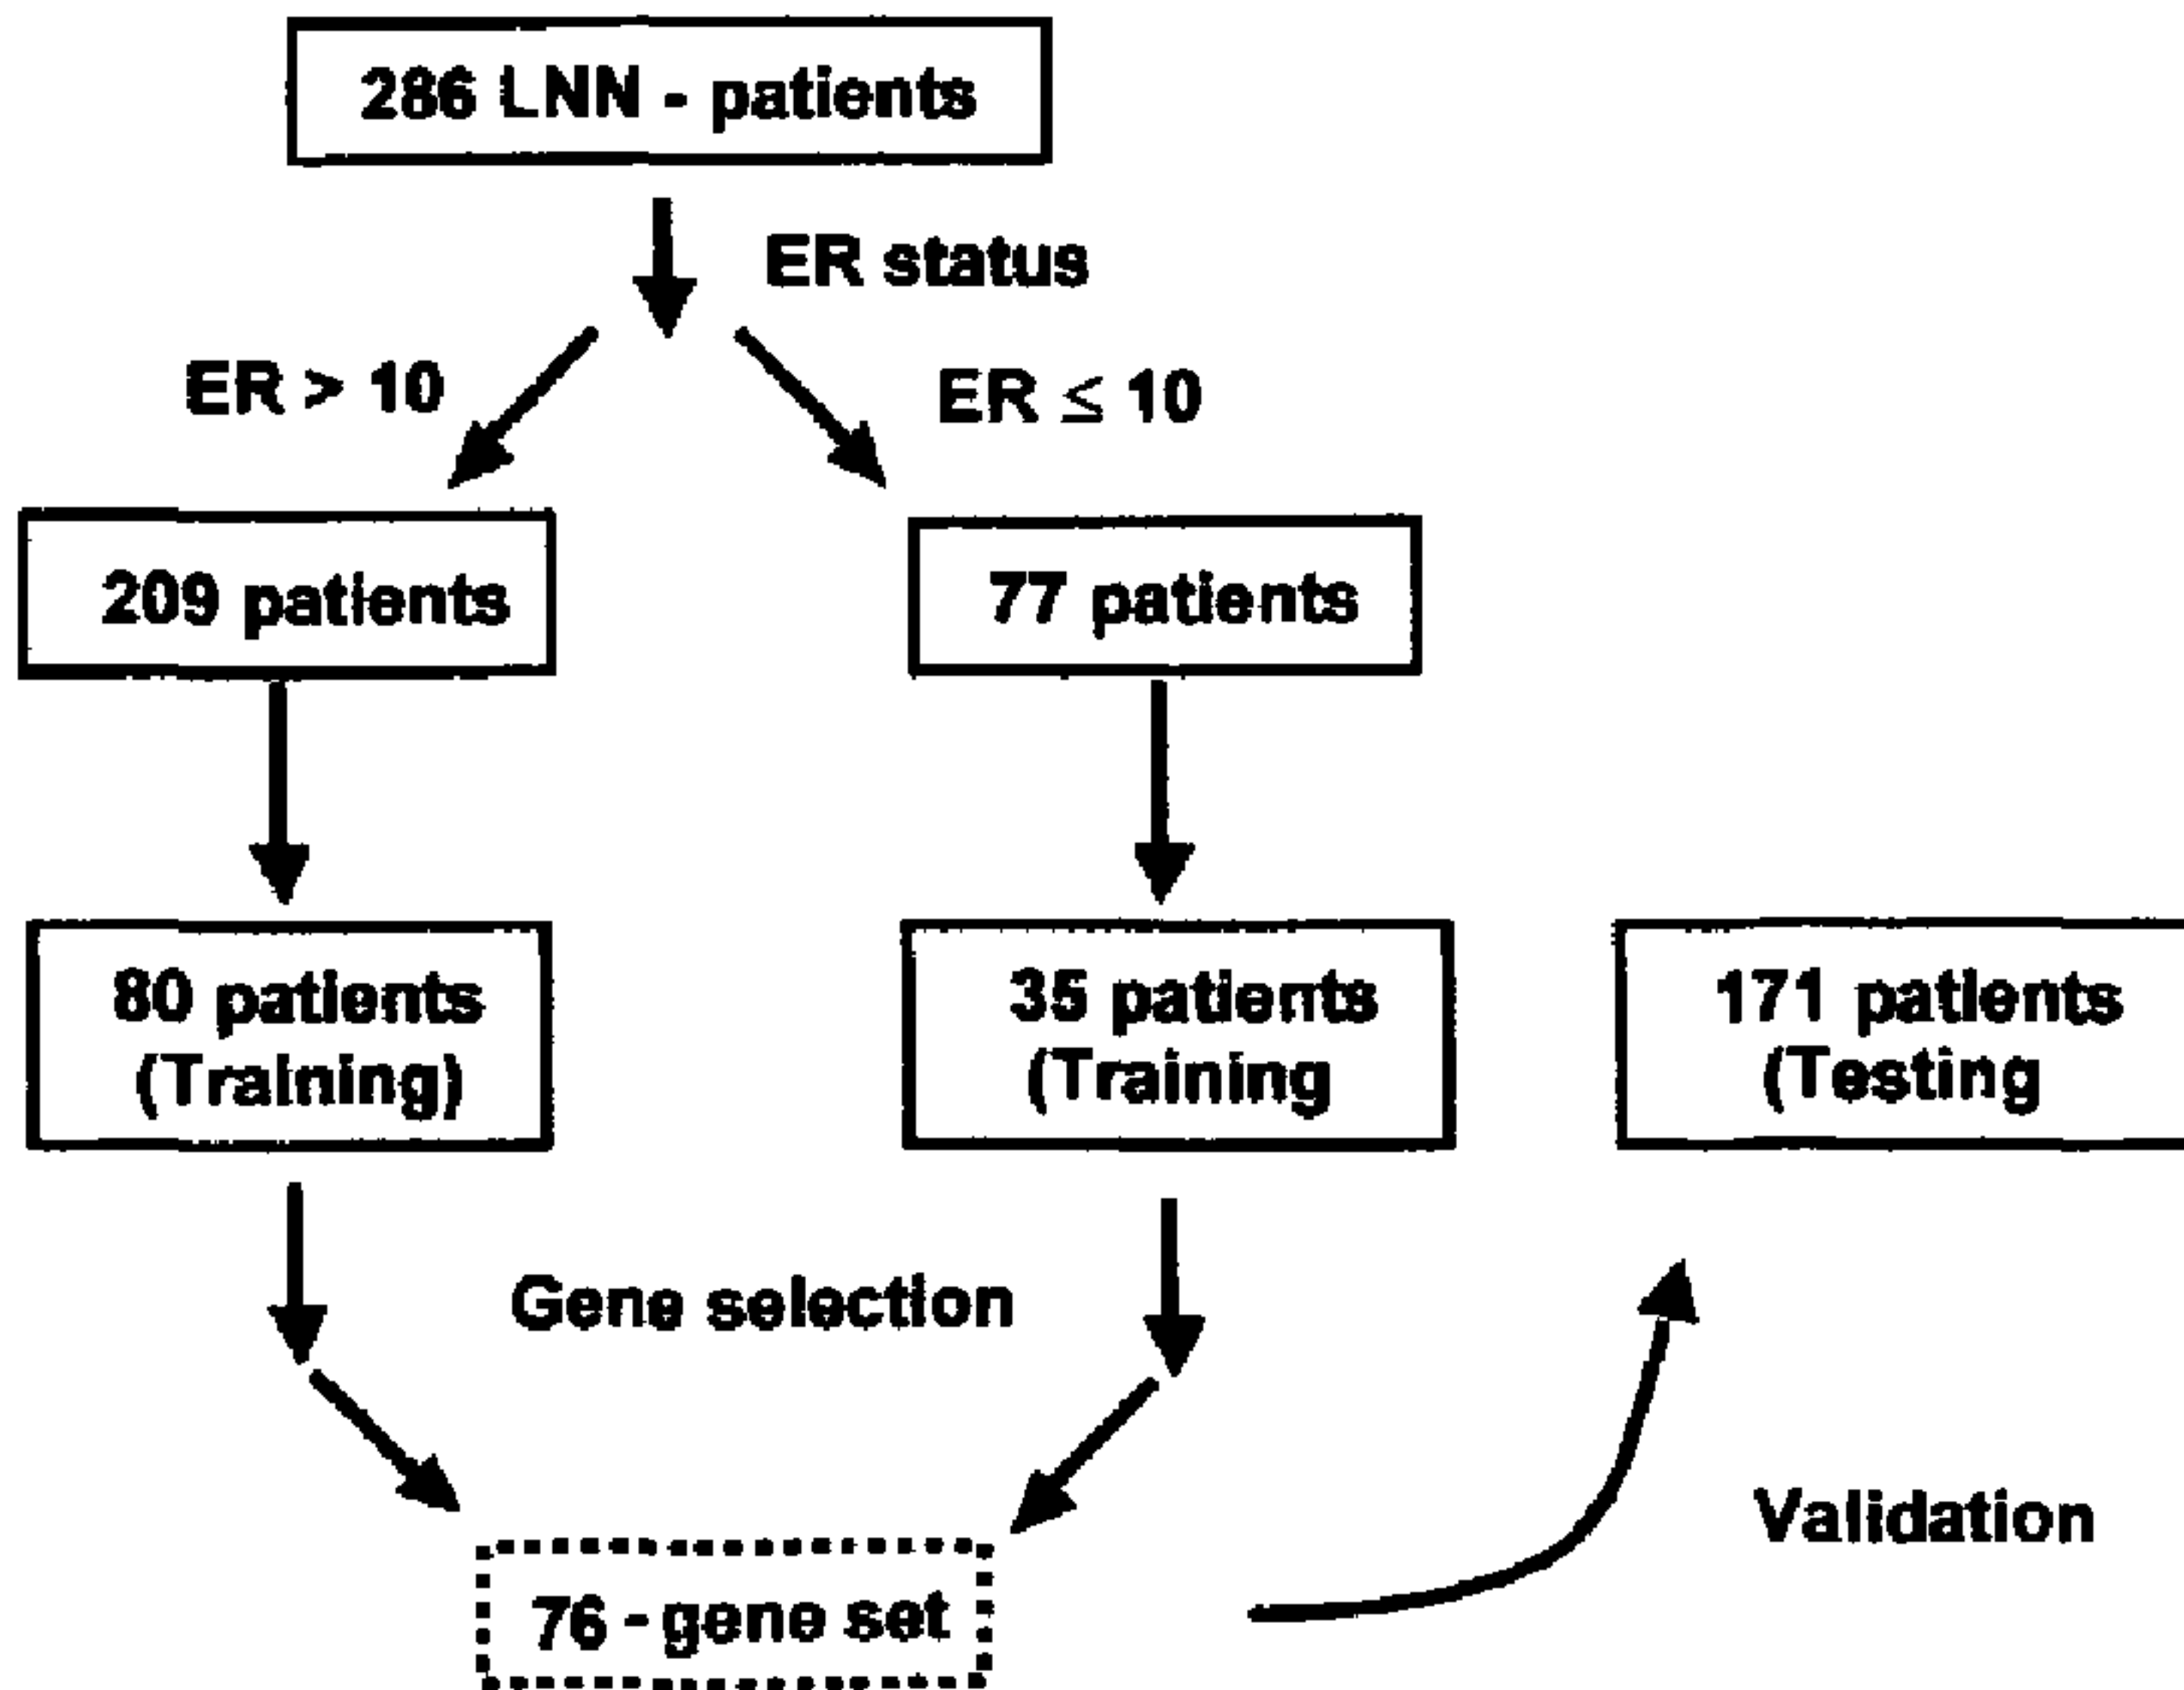 286 LNN - patients
ER status
ER > 10
ER ≤ 10
209 patients
77 patients
80 patients
(Training)
35 patients
(Training
171 patients
(Testing
Gene selection
Validation
76 - gene set